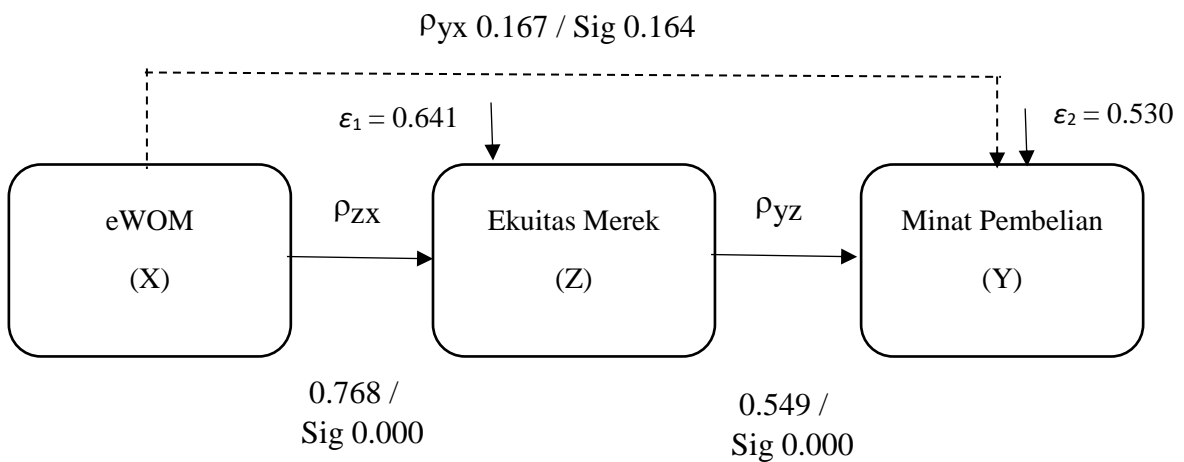 ρyx 0.167 / Sig 0.164
ε1 = 0.641
ε2 = 0.530
eWOM
(X)
ρzx
Ekuitas Merek
(Z)
ρyz
Minat Pembelian
(Y)
0.768 /
Sig 0.000
0.549 /
Sig 0.000